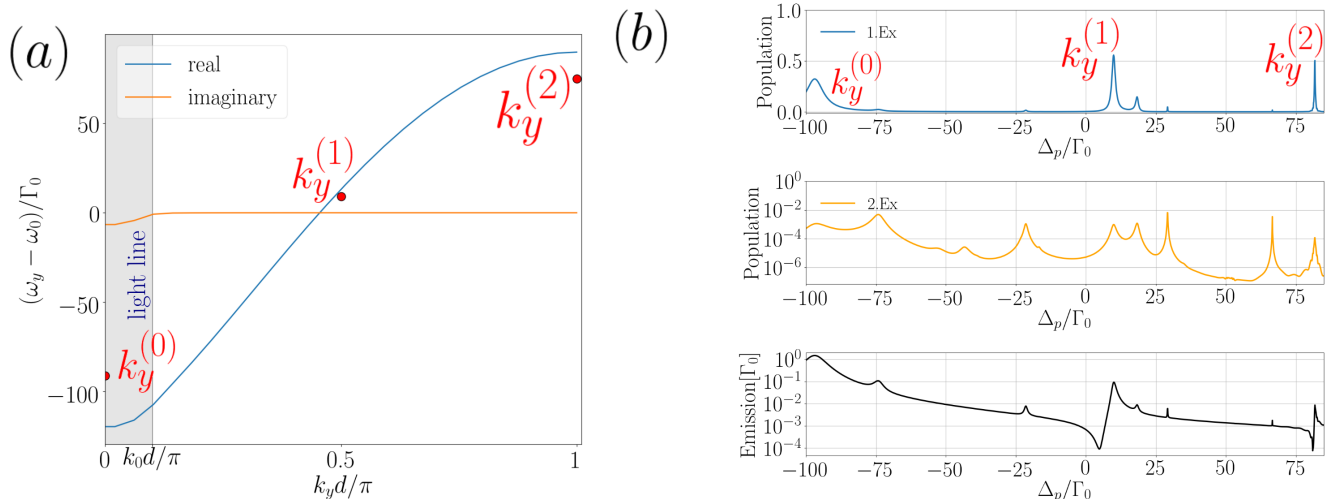 (a)
real
imaginary
k_y^(2)
k_y^(1)
k_y^(0)
light line
(ω_y − ω_0)/Γ_0
50
0
−50
−100
0
k_0d/π
0.5
1
k_yd/π
(b)
1.Ex
k_y^(0)
k_y^(1)
k_y^(2)
Population
1.0
0.5
0.0
−100 −75 −50 −25 0 25 50 75
Δ_p/Γ_0
2.Ex
Population
10^0
10^−2
10^−4
10^−6
−100 −75 −50 −25 0 25 50 75
Δ_p/Γ_0
Emission[Γ_0]
10^0
10^−1
10^−2
10^−3
10^−4
−100 −75 −50 −25 0 25 50 75
Δ_p/Γ_0